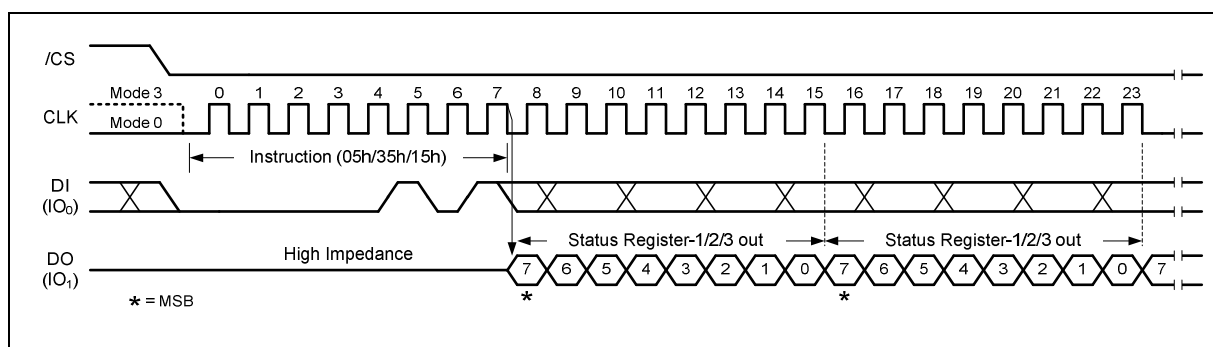 /CS
Mode 3
0 1 2 3 4 5 6 7 8 9 10 11 12 13 14 15 16 17 18 19 20 21 22 23
CLK
Mode 0
Instruction (05h/35h/15h)
DI
(IO₀)
Status Register-1/2/3 out Status Register-1/2/3 out
High Impedance
DO
(IO₁)
7 6 5 4 3 2 1 0 7 6 5 4 3 2 1 0 7
* *
* = MSB